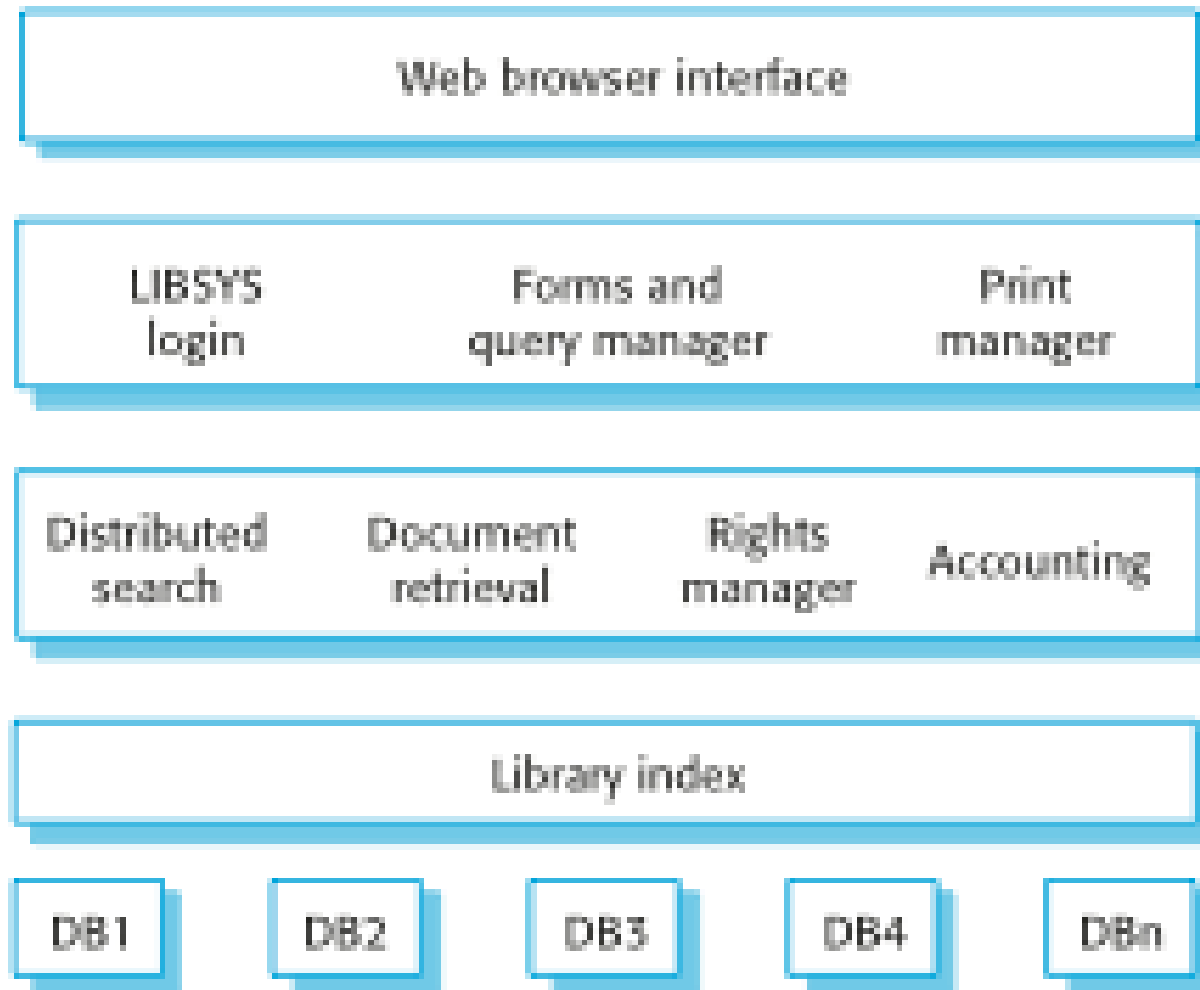 Web browser interface
LIBSYS
login
Forms and
query manager
Print
manager
Distributed
search
Document
retrieval
Rights
manager
Accounting
Library index
DB1
DB2
DB3
DB4
DBn